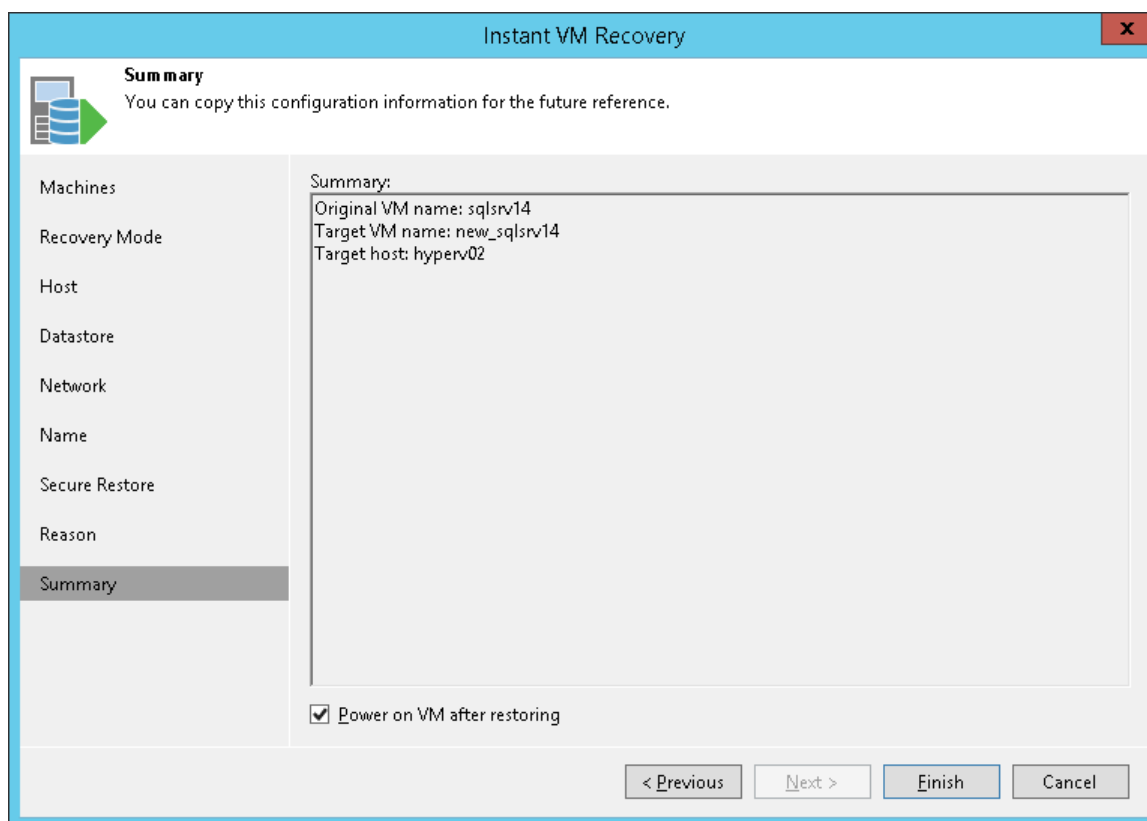 Instant VM Recovery
x
Summary
You can copy this configuration information for the future reference.
Machines
Recovery Mode
Host
Datastore
Network
Name
Secure Restore
Reason
Summary
Summary:
Original VM name: sqlsrv14
Target VM name: new_sqlsrv14
Target host: hyperv02
Power on VM after restoring
< Previous
Next >
Finish
Cancel